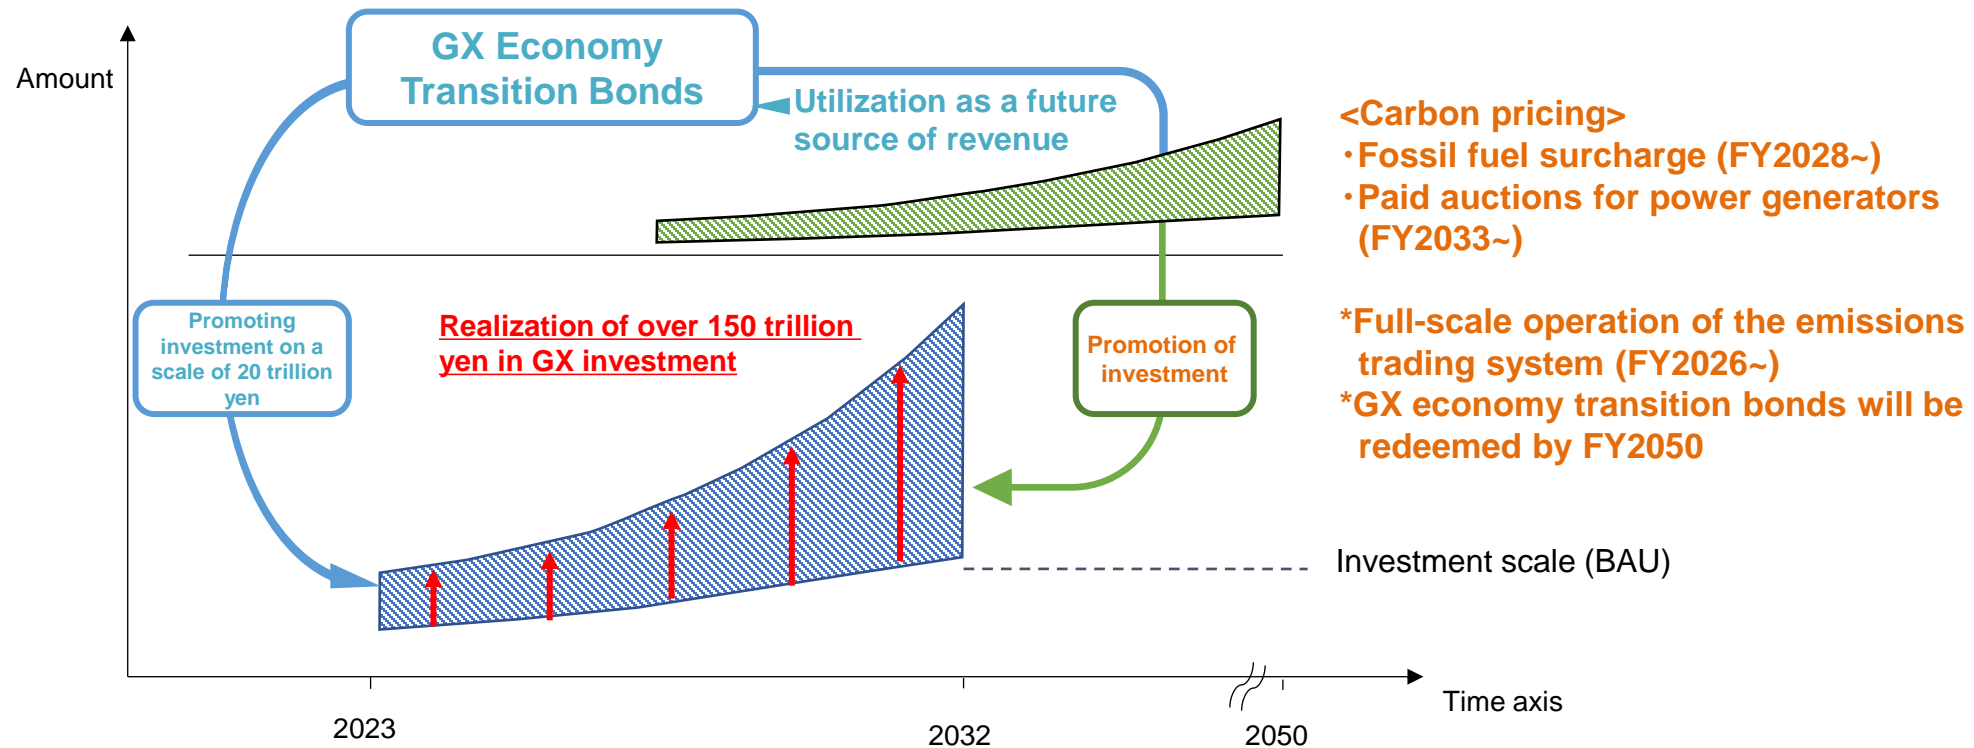 GX Economy
Transition Bonds
Amount
Utilization as a future
source of revenue
<Carbon pricing>
・Fossil fuel surcharge (FY2028~)
・Paid auctions for power generators
(FY2033~)
Promoting
investment on a
scale of 20 trillion
yen
Realization of over 150 trillion
yen in GX investment
Promotion of
investment
*Full-scale operation of the emissions
trading system (FY2026~)
*GX economy transition bonds will be
redeemed by FY2050
Investment scale (BAU)
Time axis
2023
2032
2050